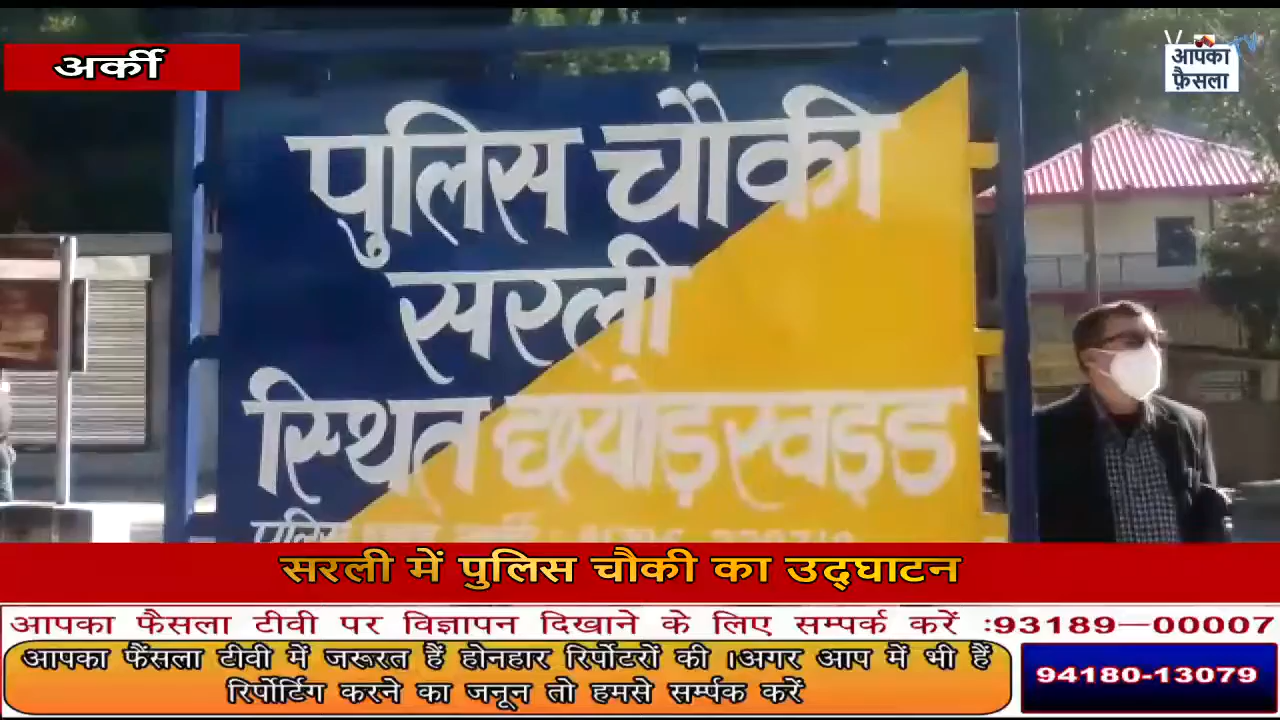 अर्की
आपका
फ़ैसला
पुलिस चौकी
सरली
स्थित छ्योड़खड्ड
पुलिस
सरली में पुलिस चौकी का उद्घाटन
आपका फैसला टीवी पर विज्ञापन दिखाने के लिए सम्पर्क करें :93189—00007
आपका फैंसला टीवी में जरूरत हैं होनहार रिर्पोटरों की ।अगर आप में भी हैं
रिर्पोटिंग करने का जनून तो हमसे सर्म्पक करें
94180-13079